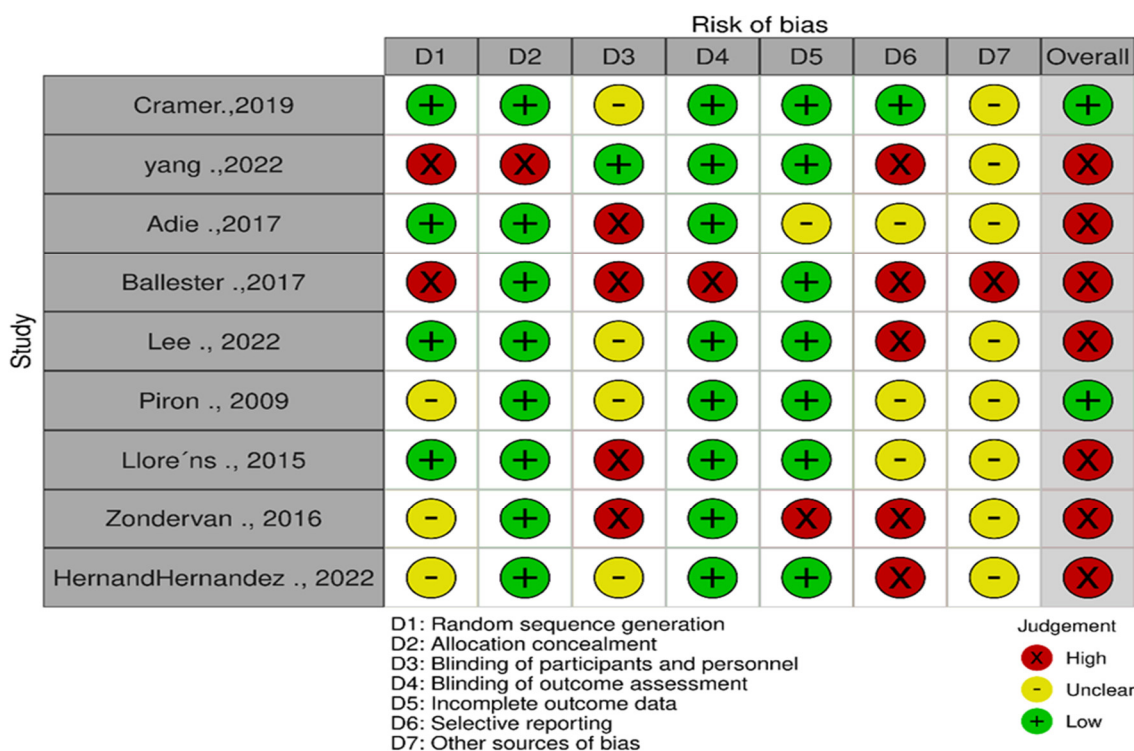 Risk of bias
D1 D2 D3 D4 D5 D6 D7 Overall
Study
Cramer.,2019 + + - + + + - +
yang .,2022 X X + + + X - X
Adie .,2017 + + X + - - - X
Ballester .,2017 X + X X + X X X
Lee ., 2022 + + - + + X - X
Piron ., 2009 - + - + + - - +
Llore´ns ., 2015 + + X + + - - X
Zondervan ., 2016 - + X + X X - X
HernandHernandez ., 2022 - + - + + X - X
D1: Random sequence generation
D2: Allocation concealment
D3: Blinding of participants and personnel
D4: Blinding of outcome assessment
D5: Incomplete outcome data
D6: Selective reporting
D7: Other sources of bias
Judgement
X High
- Unclear
+ Low